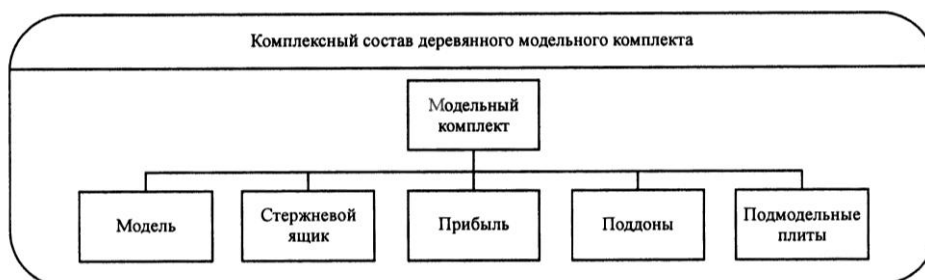 Комплексный состав деревянного модельного комплекта
Модельный
комплект
Модель
Стержневой
ящик
Прибыль
Поддоны
Подмодельные
плиты